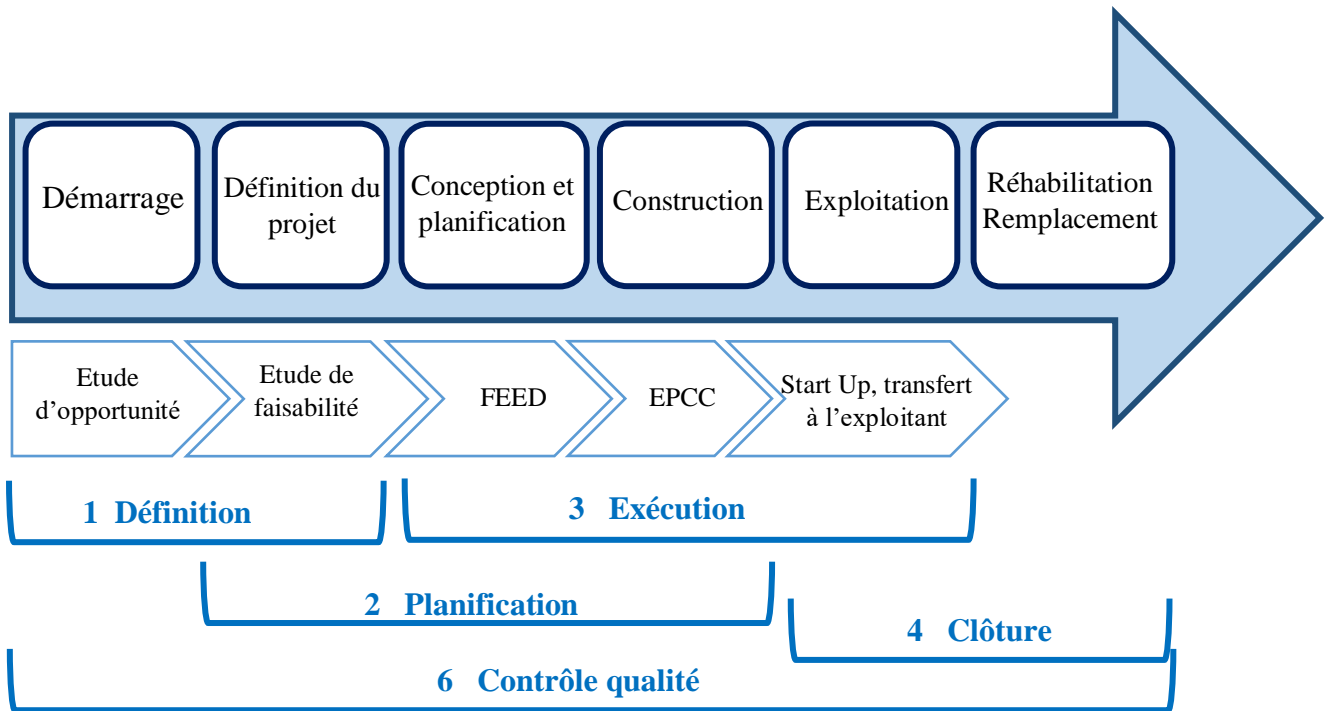 Démarrage
Définition du
projet
Conception et
planification
Construction
Exploitation
Réhabilitation
Remplacement
Etude
d’opportunité
Etude de
faisabilité
FEED
EPCC
Start Up, transfert
à l’exploitant
1 Définition
3 Exécution
2 Planification
4 Clôture
6 Contrôle qualité